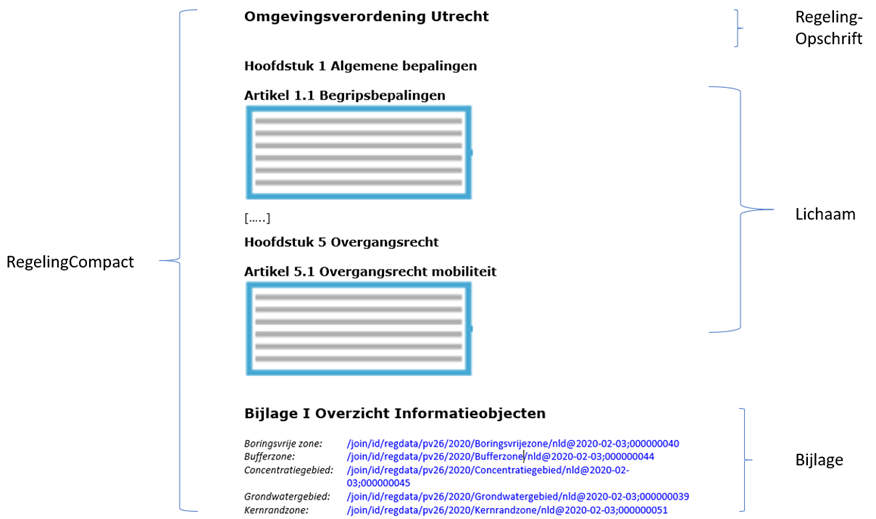 Omgevingsverordening Utrecht
Regeling-
Opschrift
Hoofdstuk 1 Algemene bepalingen
Artikel 1.1 Begripsbepalingen
[.....]
Lichaam
Hoofdstuk 5 Overgangsrecht
RegelingCompact
Artikel 5.1 Overgangsrecht mobiliteit
Bijlage I Overzicht Informatieobjecten
Boringsvrije zone: /join/id/regdata/pv26/2020/Boringsvrijezone/nld@2020-02-03;000000040
Bufferzone: /join/id/regdata/pv26/2020/Bufferzone/nld@2020-02-03;000000044
Bijlage
Concentratiegebied: /join/id/regdata/pv26/2020/Concentratiegebied/nld@2020-02-
03;000000045
Grondwatergebied: /join/id/regdata/pv26/2020/Grondwatergebied/nld@2020-02-03;000000039
Kernrandzone: /join/id/regdata/pv26/2020/Kernrandzone/nld@2020-02-03;000000051